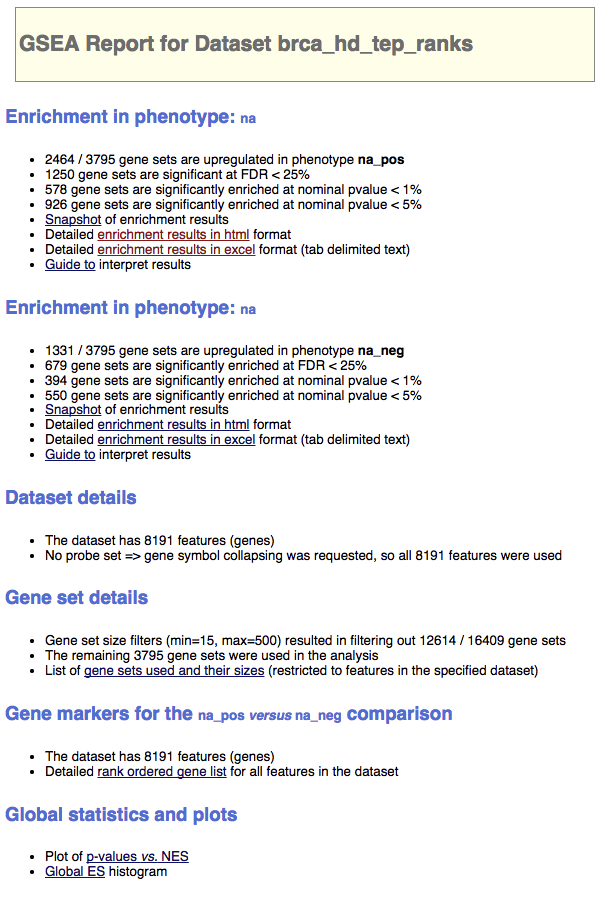 GSEA Report for Dataset brca_hd_tep_ranks
Enrichment in phenotype: na
• 2464 / 3795 gene sets are upregulated in phenotype na_pos
• 1250 gene sets are significant at FDR < 25%
• 578 gene sets are significantly enriched at nominal pvalue < 1%
• 926 gene sets are significantly enriched at nominal pvalue < 5%
• Snapshot of enrichment results
• Detailed enrichment results in html format
• Detailed enrichment results in excel format (tab delimited text)
• Guide to interpret results
Enrichment in phenotype: na
• 1331 / 3795 gene sets are upregulated in phenotype na_neg
• 679 gene sets are significantly enriched at FDR < 25%
• 394 gene sets are significantly enriched at nominal pvalue < 1%
• 550 gene sets are significantly enriched at nominal pvalue < 5%
• Snapshot of enrichment results
• Detailed enrichment results in html format
• Detailed enrichment results in excel format (tab delimited text)
• Guide to interpret results
Dataset details
• The dataset has 8191 features (genes)
• No probe set => gene symbol collapsing was requested, so all 8191 features were used
Gene set details
• Gene set size filters (min=15, max=500) resulted in filtering out 12614 / 16409 gene sets
• The remaining 3795 gene sets were used in the analysis
• List of gene sets used and their sizes (restricted to features in the specified dataset)
Gene markers for the na_pos versus na_neg comparison
• The dataset has 8191 features (genes)
• Detailed rank ordered gene list for all features in the dataset
Global statistics and plots
• Plot of p-values vs. NES
• Global ES histogram